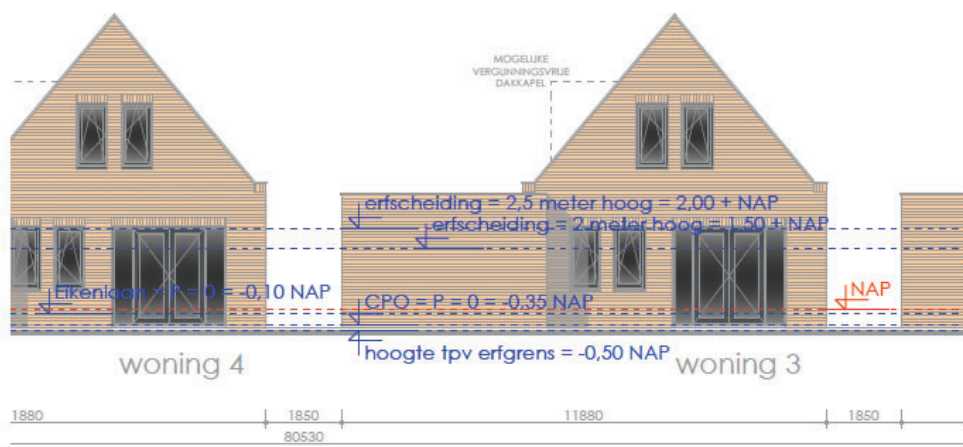 MOGELIJKE
VERGUNNINGSVRIJE
DAKKAPEL
erfscheiding = 2,5 meter hoog = 2,00 + NAP
erfscheiding = 2 meter hoog = 1,50 + NAP
Eikenlaan = P = 0 = -0,10 NAP
CPO = P = 0 = -0,35 NAP
NAP
hoogte tpv erfgrens = -0,50 NAP
woning 4
woning 3
1880
1850
11880
1850
80530